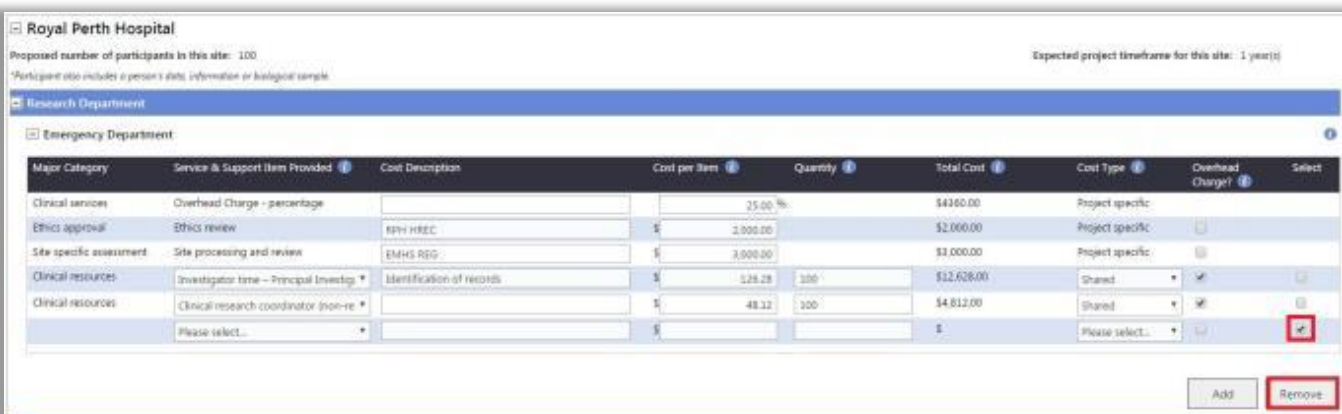 Royal Perth Hospital
Proposed number of participants in this site: 100 Expected project timeframe for this site: 1 year(s)
*Participant also includes a person's data, information or biological sample
Research Department
Emergency Department
Major Category Service & Support Item Provided Cost Description Cost per Item Quantity Total Cost Cost Type Overhead Charge? Select
Clinical services Overhead Charge - percentage 25.00 % $4360.00 Project specific
Ethics approval Ethics review RPH HREC $ 2,000.00 $2,000.00 Project specific
Site specific assessment Site processing and review EMHS REG $ 3,000.00 $3,000.00 Project specific
Clinical resources Investigator time – Principal Investig Identification of records $ 126.28 100 $12,628.00 Shared
Clinical resources Clinical research coordinator (non-re $ 48.12 100 $4,812.00 Shared
Please select... $ $ Please select...
Add Remove